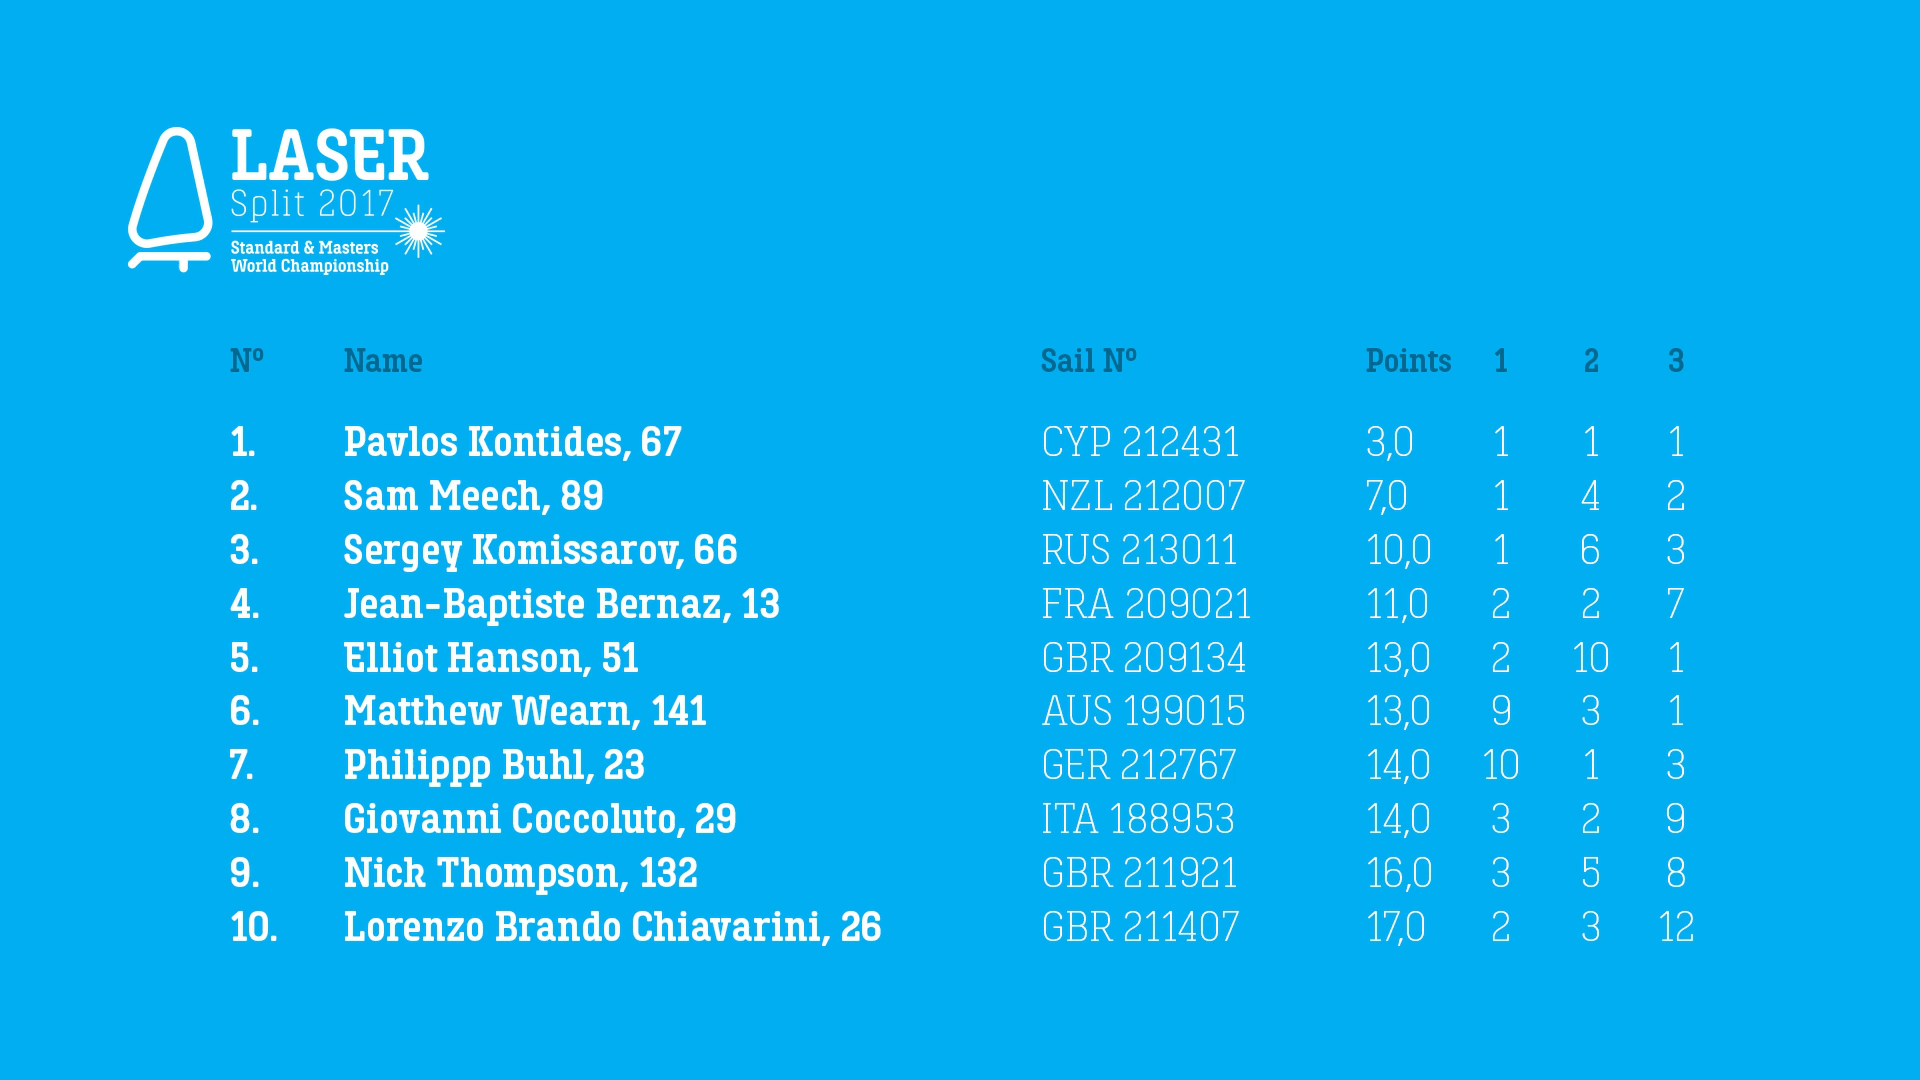 LASER
Split 2017
Standard & Masters
World Championship
Nº Name Sail Nº Points 1 2 3
1. Pavlos Kontides, 67 CYP 212431 3,0 1 1 1
2. Sam Meech, 89 NZL 212007 7,0 1 4 2
3. Sergey Komissarov, 66 RUS 213011 10,0 1 6 3
4. Jean-Baptiste Bernaz, 13 FRA 209021 11,0 2 2 7
5. Elliot Hanson, 51 GBR 209134 13,0 2 10 1
6. Matthew Wearn, 141 AUS 199015 13,0 9 3 1
7. Philippp Buhl, 23 GER 212767 14,0 10 1 3
8. Giovanni Coccoluto, 29 ITA 188953 14,0 3 2 9
9. Nick Thompson, 132 GBR 211921 16,0 3 5 8
10. Lorenzo Brando Chiavarini, 26 GBR 211407 17,0 2 3 12